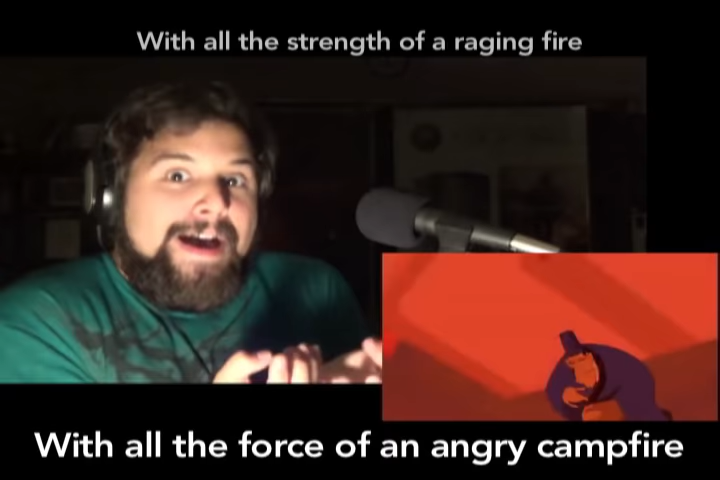 With all the strength of a raging fire
With all the force of an angry campfire